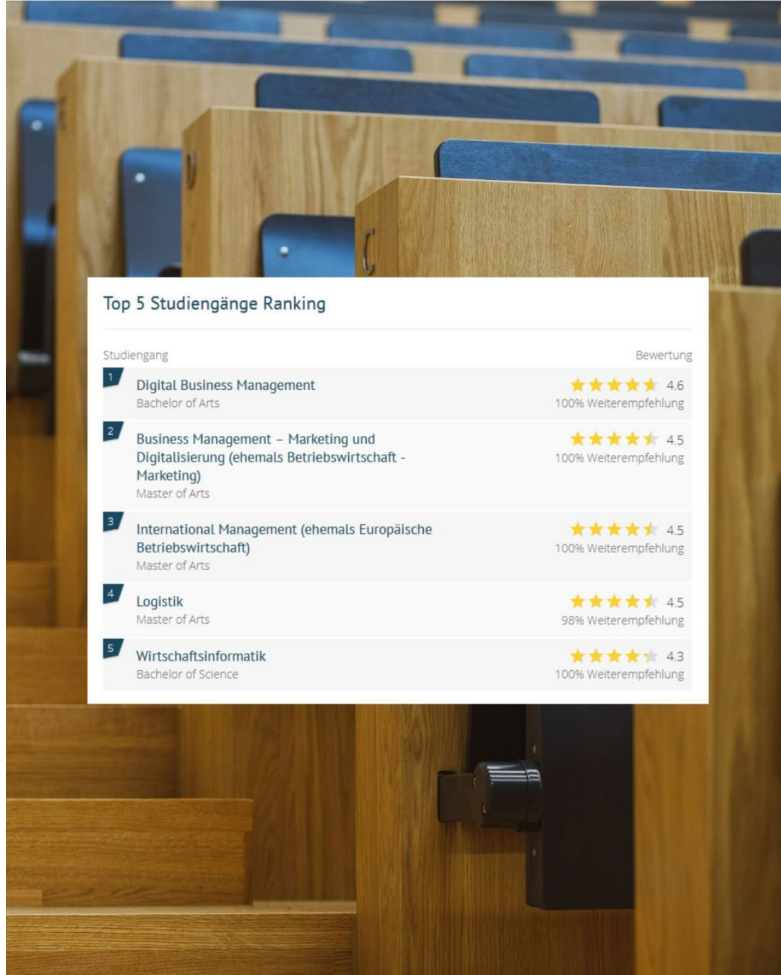 Top 5 Studiengänge Ranking
Studiengang Bewertung
1 Digital Business Management 4.6
Bachelor of Arts 100% Weiterempfehlung
2 Business Management – Marketing und 4.5
Digitalisierung (ehemals Betriebswirtschaft - 100% Weiterempfehlung
Marketing)
Master of Arts
3 International Management (ehemals Europäische 4.5
Betriebswirtschaft) 100% Weiterempfehlung
Master of Arts
4 Logistik 4.5
Master of Arts 98% Weiterempfehlung
5 Wirtschaftsinformatik 4.3
Bachelor of Science 100% Weiterempfehlung